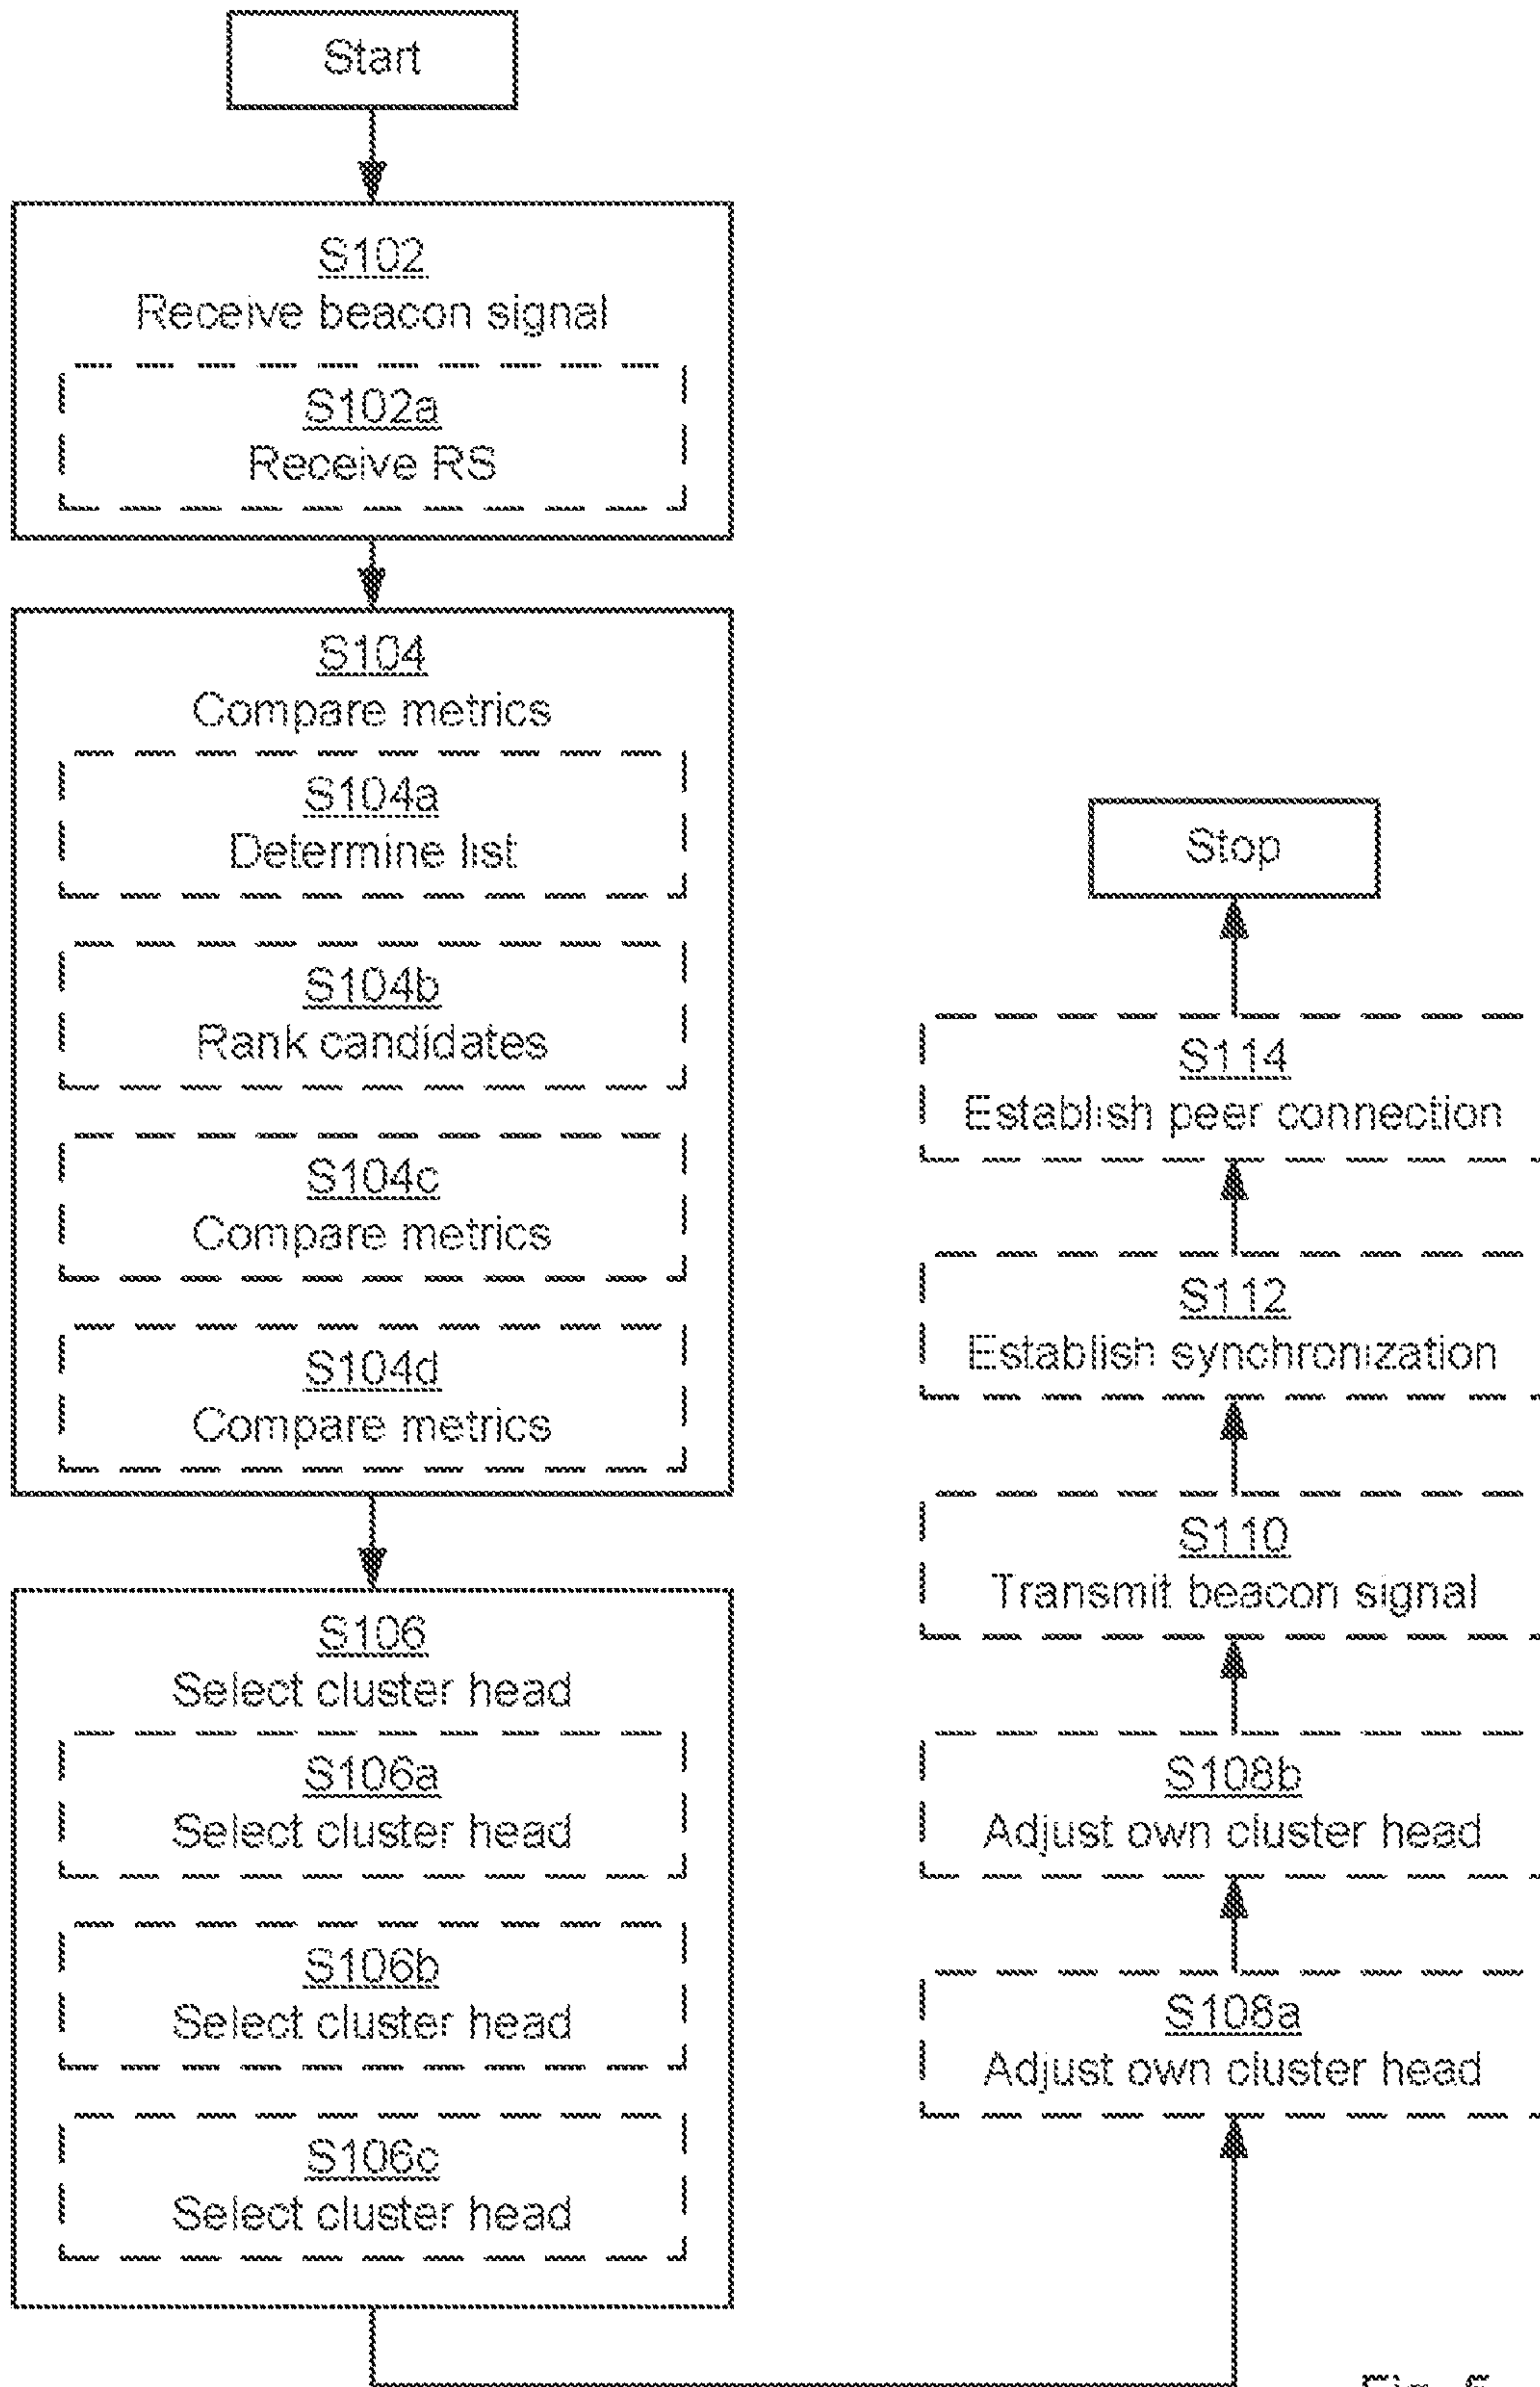 Start
S102
Receive beacon signal
S102a
Receive RS
S104
Compare metrics
S104a
Determine list
S104b
Rank candidates
S104c
Compare metrics
S104d
Compare metrics
S106
Select cluster head
S106a
Select cluster head
S106b
Select cluster head
S106c
Select cluster head
Stop
S114
Establish peer connection
S112
Establish synchronization
S110
Transmit beacon signal
S108b
Adjust own cluster head
S108a
Adjust own cluster head